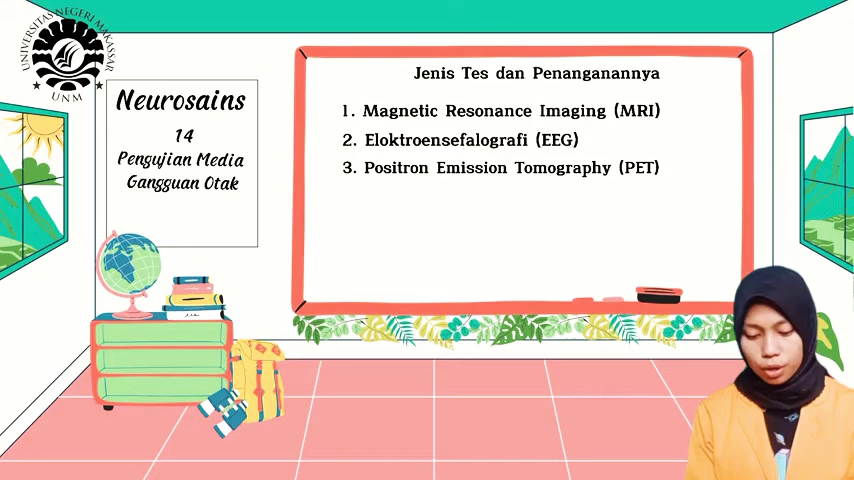 UNIVERSITAS NEGERI MAKASSAR
UNM
Neurosains
14
Pengujian Media
Gangguan Otak
Jenis Tes dan Penanganannya
1. Magnetic Resonance Imaging (MRI)
2. Eloktroensefalografi (EEG)
3. Positron Emission Tomography (PET)